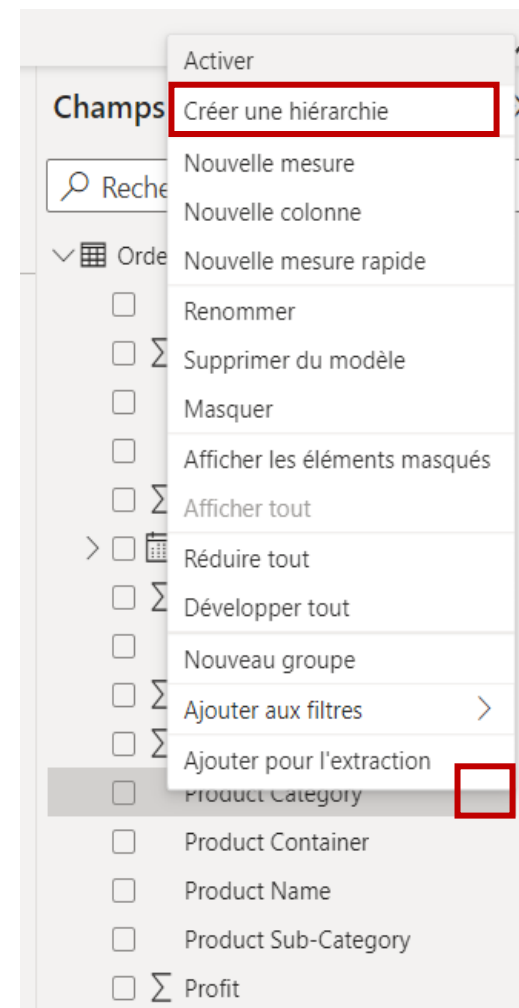 Activer
Champs
Créer une hiérarchie
Nouvelle mesure
Reche
Nouvelle colonne
Orde
Nouvelle mesure rapide
Renommer
Σ Supprimer du modèle
Masquer
Afficher les éléments masqués
Σ Afficher tout
Réduire tout
Σ Développer tout
Nouveau groupe
Σ Ajouter aux filtres
Σ Ajouter pour l'extraction
Product Category
Product Container
Product Name
Product Sub-Category
Σ Profit